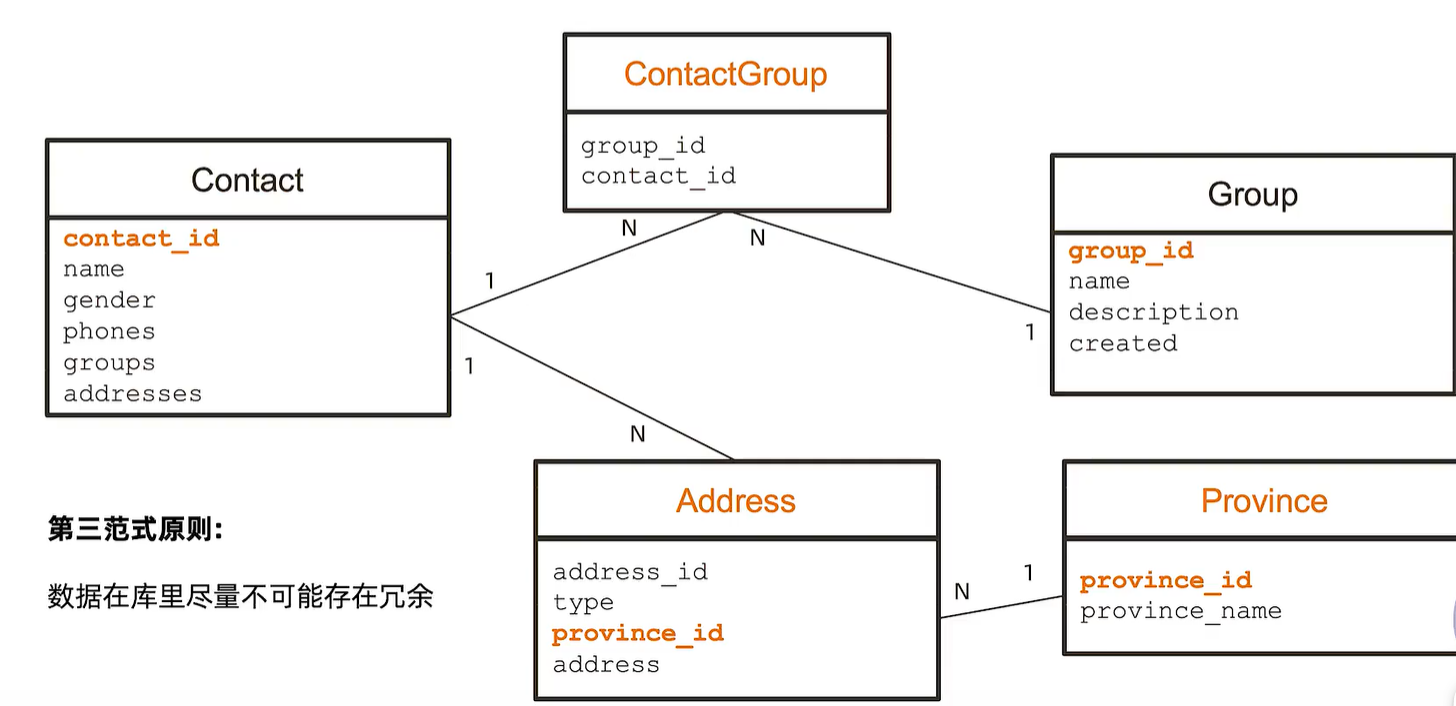 ContactGroup
group_id
contact_id
Contact
contact_id
name
gender
phones
groups
addresses
Group
group_id
name
description
created
N
N
1
1
1
N
Address
address_id
type
province_id
address
Province
province_id
province_name
N
1
第三范式原则:
数据在库里尽量不可能存在冗余